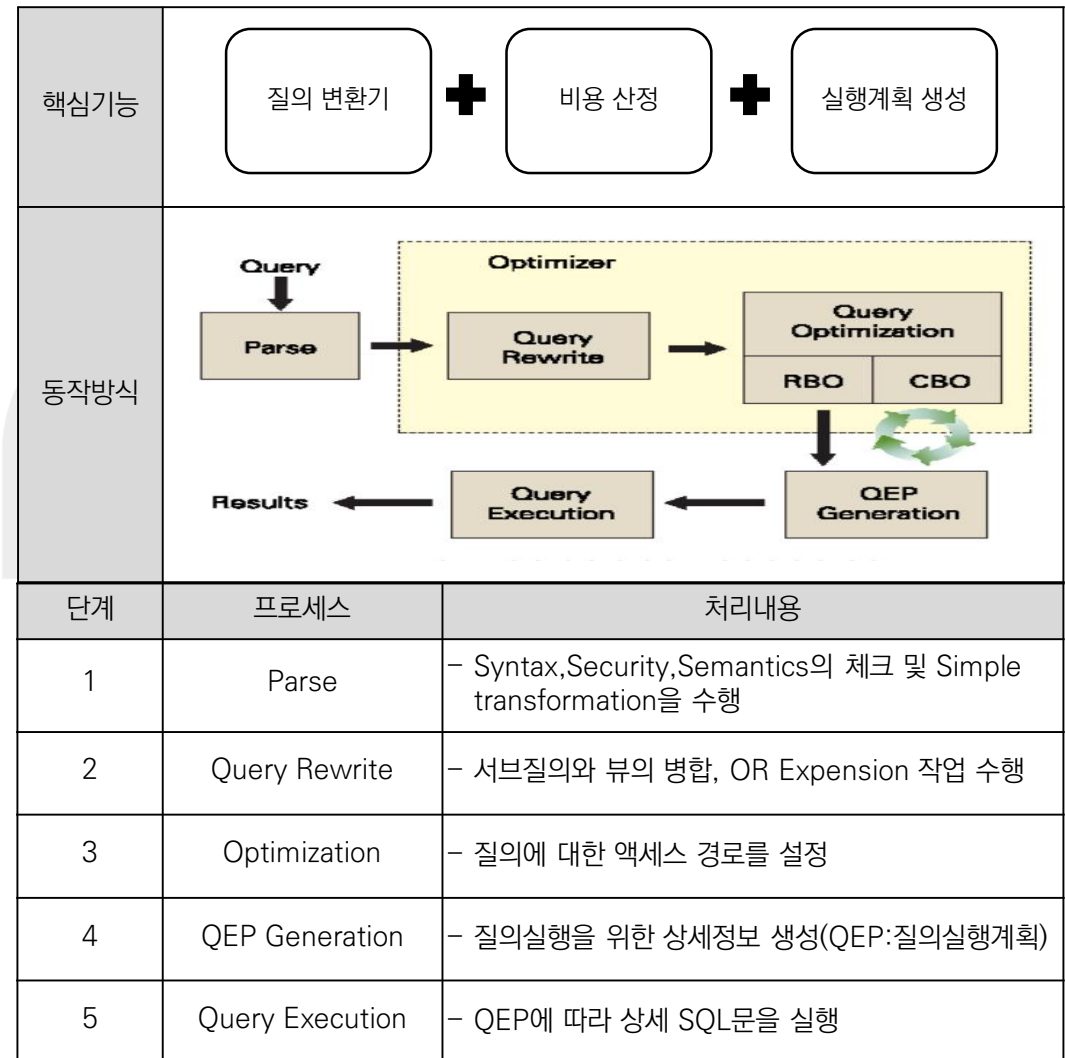 핵심기능
질의 변환기
비용 산정
실행계획 생성
동작방식
Query
Optimizer
Parse
Query
Rewrite
Query
Optimization
RBO
CBO
Results
Query
Execution
QEP
Generation
단계
프로세스
처리내용
1
Parse
- Syntax,Security,Semantics의 체크 및 Simple
transformation을 수행
2
Query Rewrite
- 서브질의와 뷰의 병합, OR Expension 작업 수행
3
Optimization
- 질의에 대한 액세스 경로를 설정
4
QEP Generation
- 질의실행을 위한 상세정보 생성(QEP:질의실행계획)
5
Query Execution
- QEP에 따라 상세 SQL문을 실행